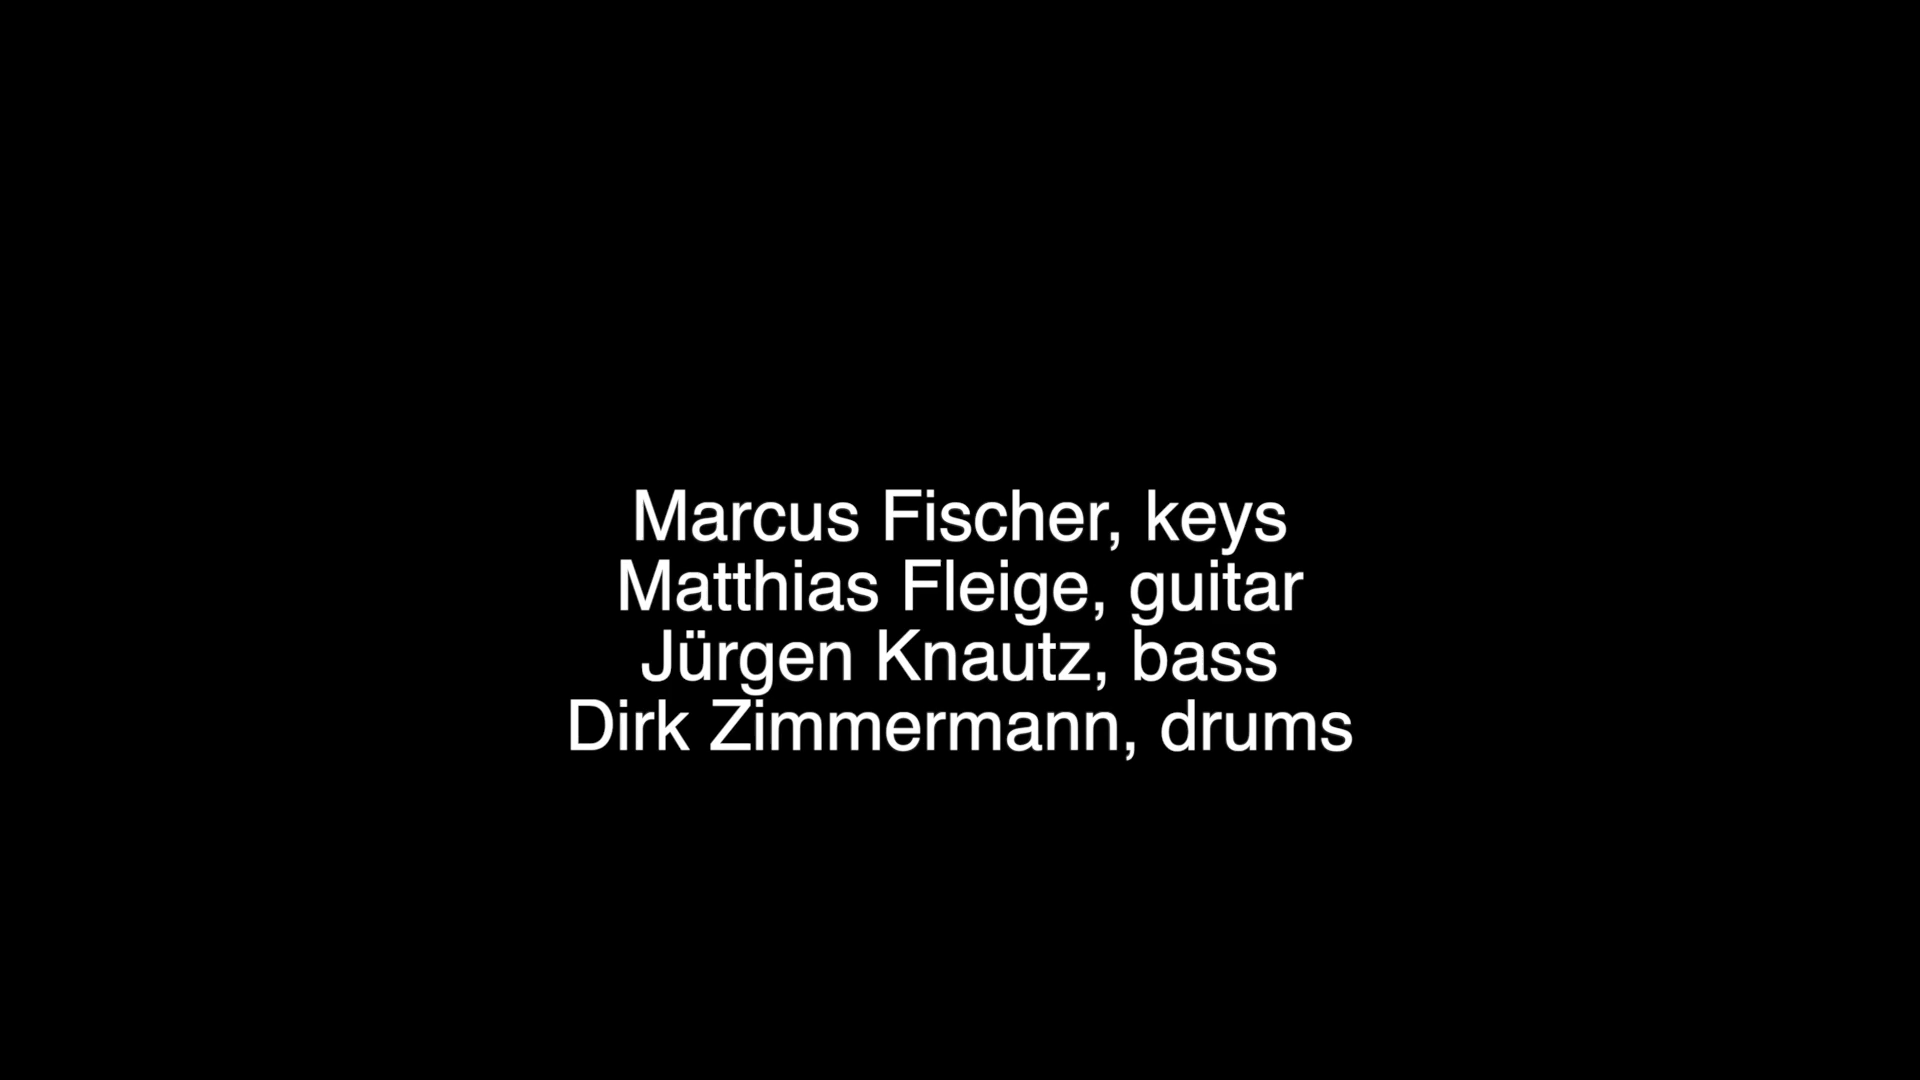 Marcus Fischer, keys
Matthias Fleige, guitar
Jürgen Knautz, bass
Dirk Zimmermann, drums